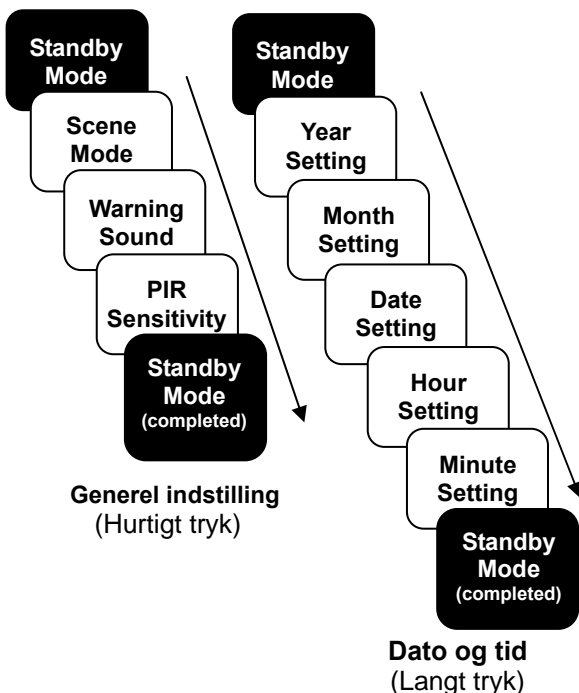 Standby
Mode
Scene
Mode
Warning
Sound
PIR
Sensitivity
Standby
Mode
(completed)
Generel indstilling
(Hurtigt tryk)
Standby
Mode
Year
Setting
Month
Setting
Date
Setting
Hour
Setting
Minute
Setting
Standby
Mode
(completed)
Dato og tid
(Langt tryk)